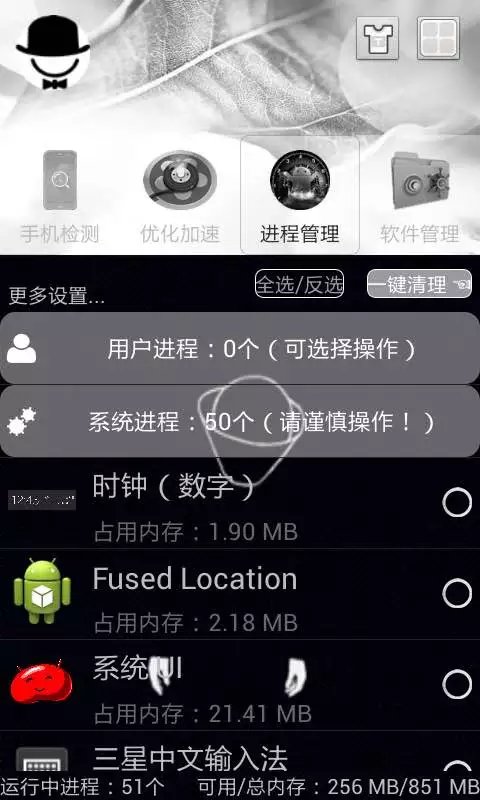 手机检测
优化加速
进程管理
软件管理
更多设置...
全选/反选
一键清理
用户进程：0个（可选择操作）
系统进程：50个（请谨慎操作！）
时钟（数字）
占用内存：1.90 MB
Fused Location
占用内存：2.18 MB
系统UI
占用内存：21.41 MB
三星中文输入法
运行中进程：51个
可用/总内存：256 MB/851 MB